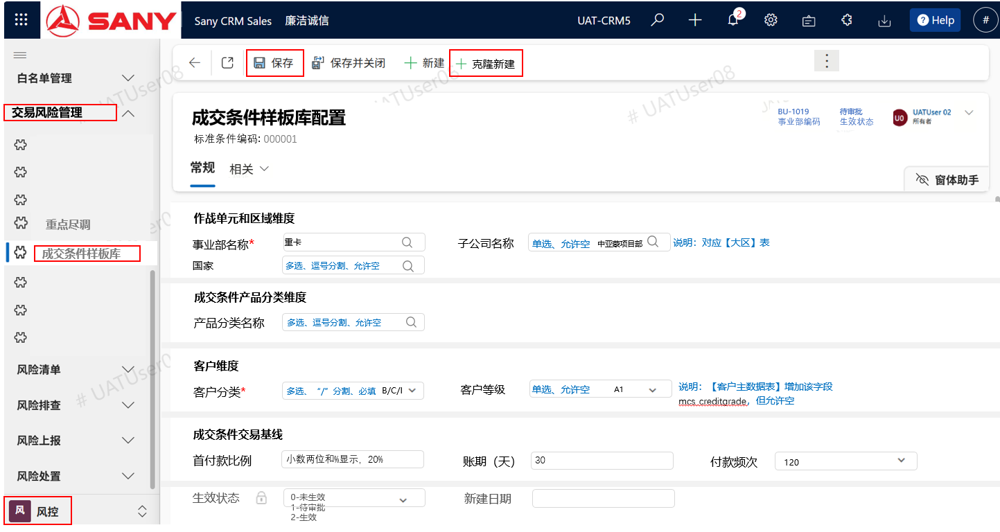 SANY
Sany CRM Sales 廉洁诚信
UAT-CRM5
2
Help
#
白名单管理
交易风险管理
重点尽调
成交条件样板库
风险清单
风险排查
风险上报
风险处置
风 风控
保存
保存并关闭
新建
克隆新建
成交条件样板库配置
标准条件编码: 000001
BU-1019
事业部编码
待审批
生效状态
U0
UATUser 02
所有者
常规 相关
窗体助手
作战单元和区域维度
事业部名称* 重卡 子公司名称 单选、允许空 中亚蒙项目部 说明：对应【大区】表
国家 多选、逗号分割、允许空
成交条件产品分类维度
产品分类名称 多选、逗号分割、允许空
客户维度
客户分类* 多选、“/”分割、必填 B/C/I 客户等级 单选、允许空 A1 说明：【客户主数据表】增加该字段
mcs_creditgrade，但允许空
成交条件交易基线
首付款比例 小数两位和%显示，20% 账期（天） 30 付款频次 120
生效状态 0-未生效 新建日期
1-待审批
2-生效
# UATUser08
UATUser08
# UATUser08
# UATUser08